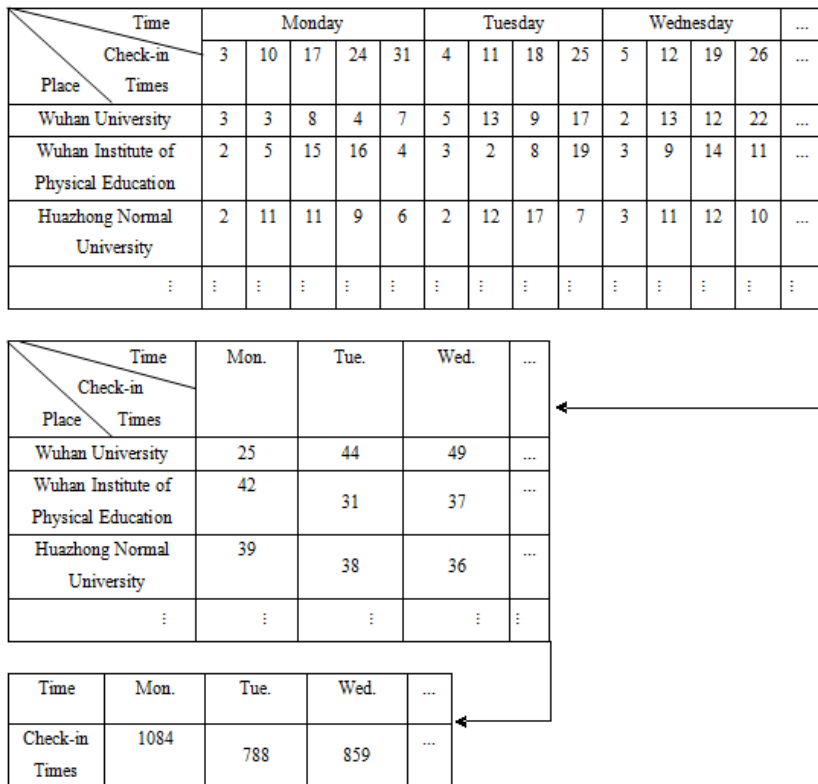 Time Monday Tuesday Wednesday ...
Check-in 3 10 17 24 31 4 11 18 25 5 12 19 26 ...
Place Times
Wuhan University 3 3 8 4 7 5 13 9 17 2 13 12 22 ...
Wuhan Institute of 2 5 15 16 4 3 2 8 19 3 9 14 11 ...
Physical Education
Huazhong Normal 2 11 11 9 6 2 12 17 7 3 11 12 10 ...
University
⋮ ⋮ ⋮ ⋮ ⋮ ⋮ ⋮ ⋮ ⋮ ⋮ ⋮ ⋮ ⋮ ⋮ ⋮
Time Mon. Tue. Wed. ...
Check-in
Place Times
Wuhan University 25 44 49 ...
Wuhan Institute of 42 31 37 ...
Physical Education
Huazhong Normal 39 38 36 ...
University
⋮ ⋮ ⋮ ⋮ ⋮
Time Mon. Tue. Wed. ...
Check-in 1084 788 859 ...
Times